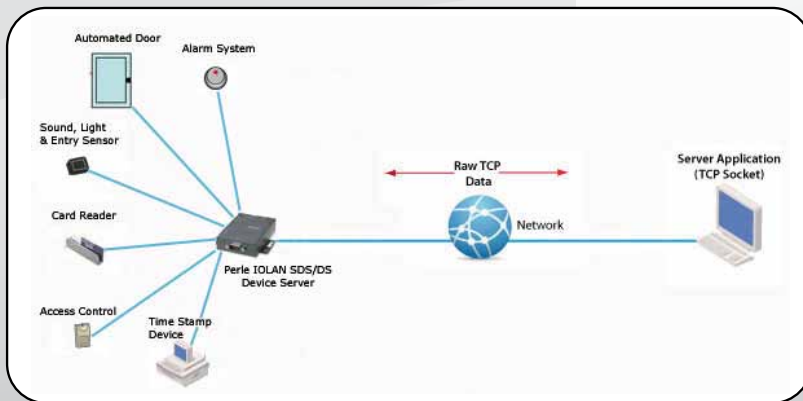 Automated Door
Alarm System
Sound, Light
& Entry Sensor
Card Reader
Access Control
Time Stamp
Device
Perle IOLAN SDS/DS
Device Server
Raw TCP
Data
Network
Server Application
(TCP Socket)